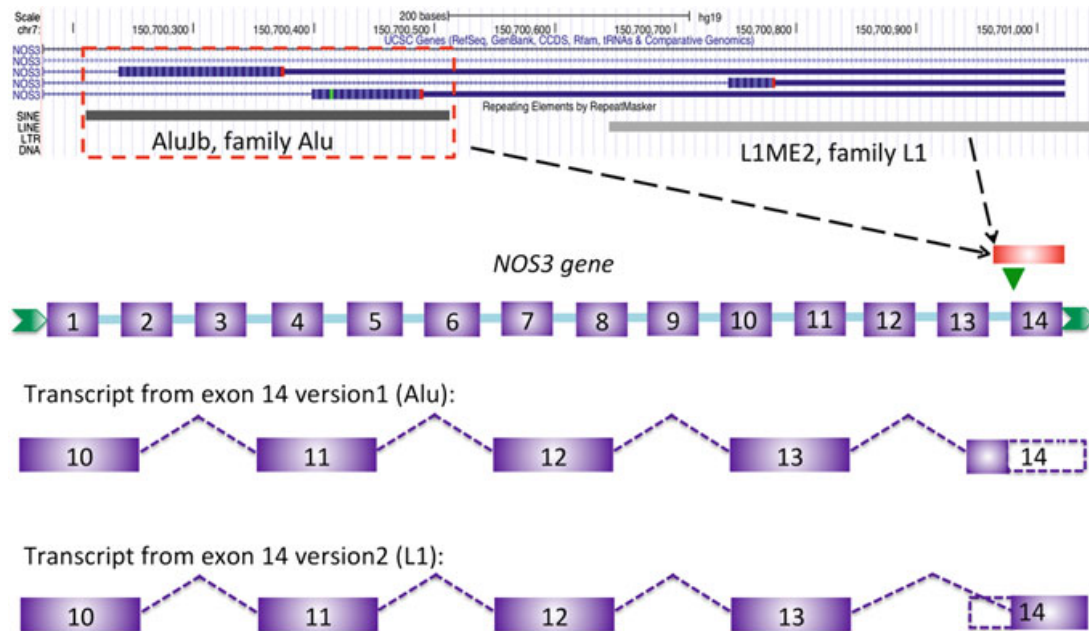 Scale 200 bases hg19
chr7: 150,700,300 150,700,400 150,700,500 150,700,700 150,700,800 150,700,900 150,701,000
UCSC Genes (RefSeq, GenBank, CCDS, Rfam, tRNAs & Comparative Genomics)
NOS3
NOS3
NOS3
NOS3
NOS3
Repeating Elements by RepeatMasker
SINE
LINE
LTR
DNA
AluJb, family Alu
L1ME2, family L1
NOS3 gene
1 2 3 4 5 6 7 8 9 10 11 12 13 14
Transcript from exon 14 version1 (Alu):
10 11 12 13 14
Transcript from exon 14 version2 (L1):
10 11 12 13 14